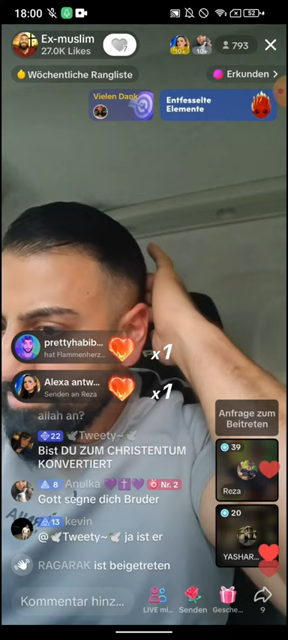 18:00
52
Ex-muslim
27.0K Likes
10+
10+
793
Wöchentliche Rangliste
Erkunden >
Vielen Dank
Entfesselte
Elemente
prettyhabib...
hat Flammenherz...
x1
Alexa antw...
Senden an Reza
x1
allah an?
22 🕊Tweety~🕊
Bist DU ZUM CHRISTENTUM
KONVERTIERT
8 Anulka 💜✝️💜 Nr. 2
Gott segne dich Bruder
13 kevin
@🕊Tweety~🕊 ja ist er
RAGARAK ist beigetreten
Anfrage zum
Beitreten
39
Reza
20
YASHAR...
Kommentar hinz...
LIVE mi...
Senden
Gesche...
9